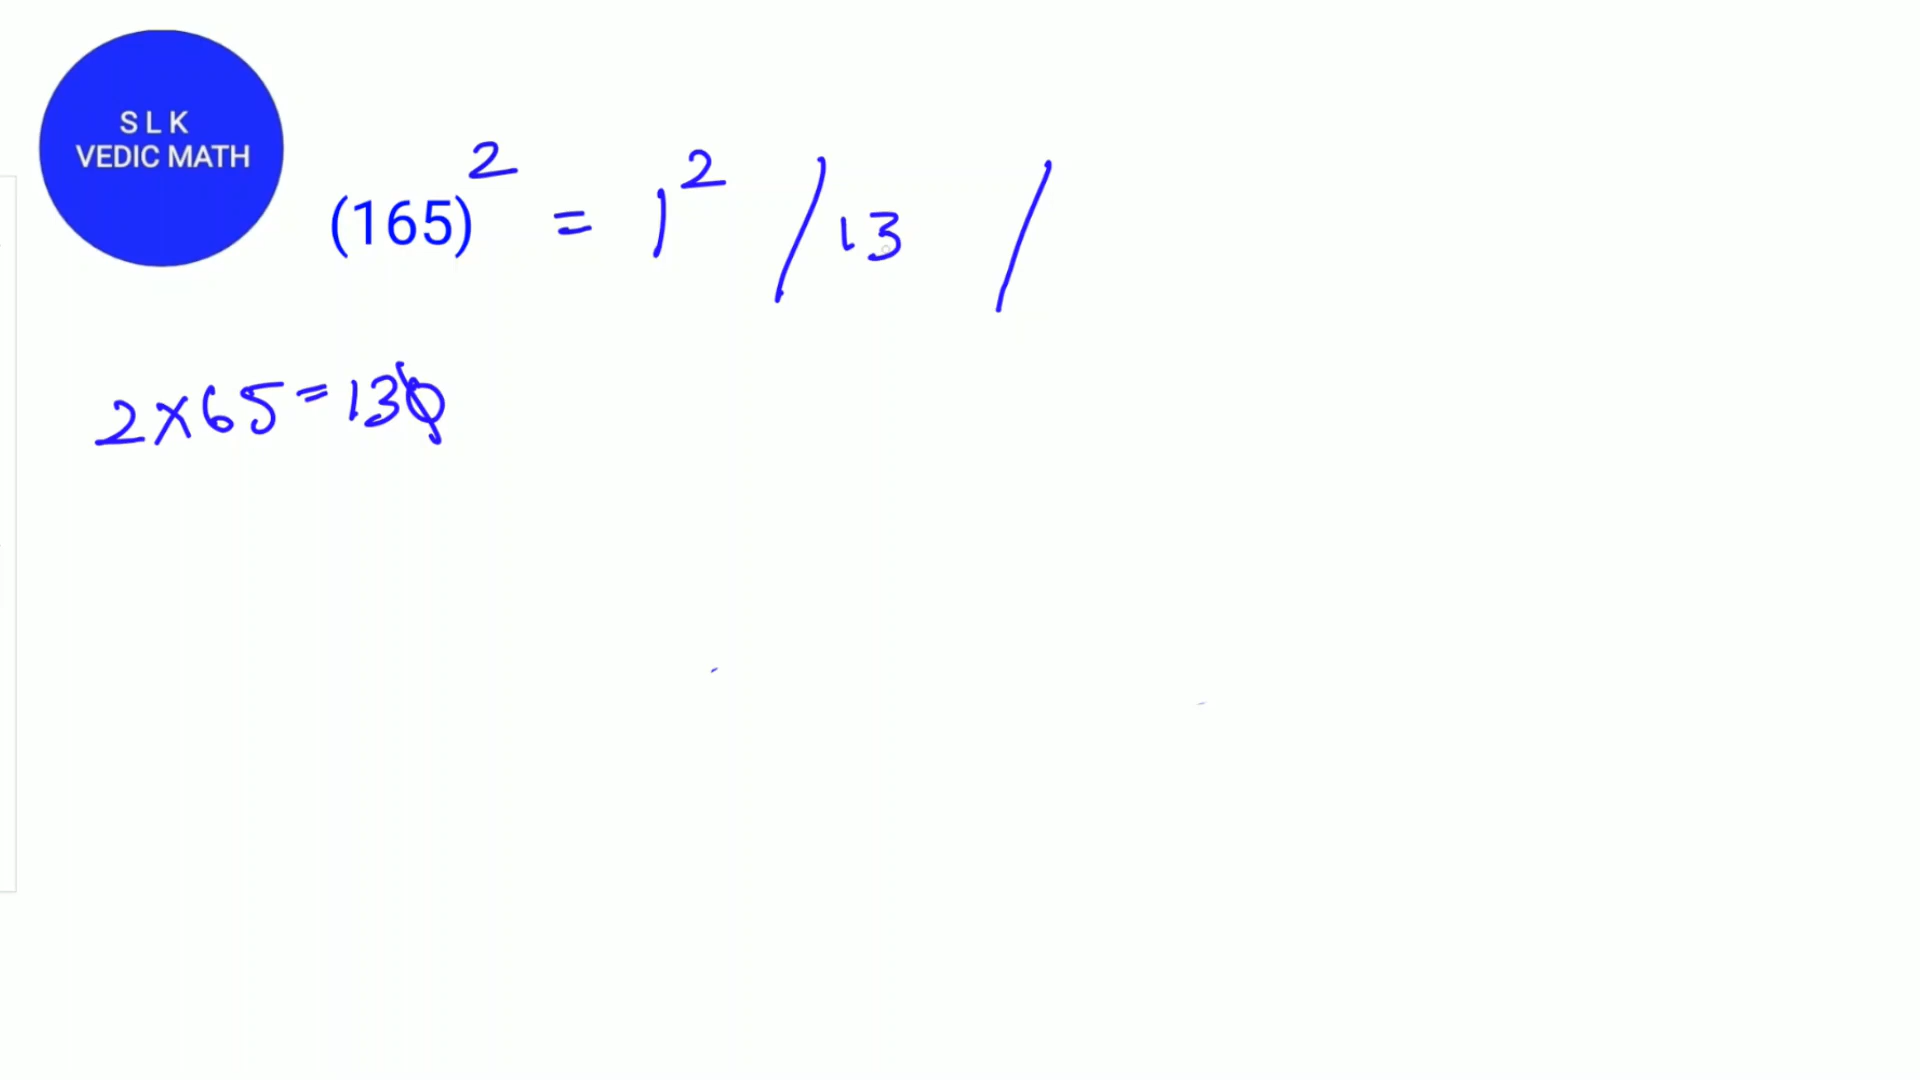 S L K
VEDIC MATH
(165)² = 1² / 13 /
2×65=130